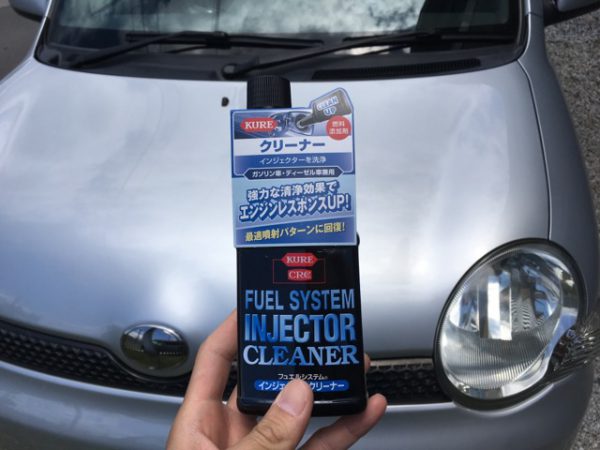 CLEAN UP
KURE
燃料
添加剤
クリーナー
インジェクターを洗浄
ガソリン車・ディーゼル車兼用
強力な清浄効果で
エンジンレスポンスUP!
最適噴射パターンに回復!
KURE
CRC
FUEL SYSTEM
INJECTOR
CLEANER
フュエルシステム
インジェ クリーナー